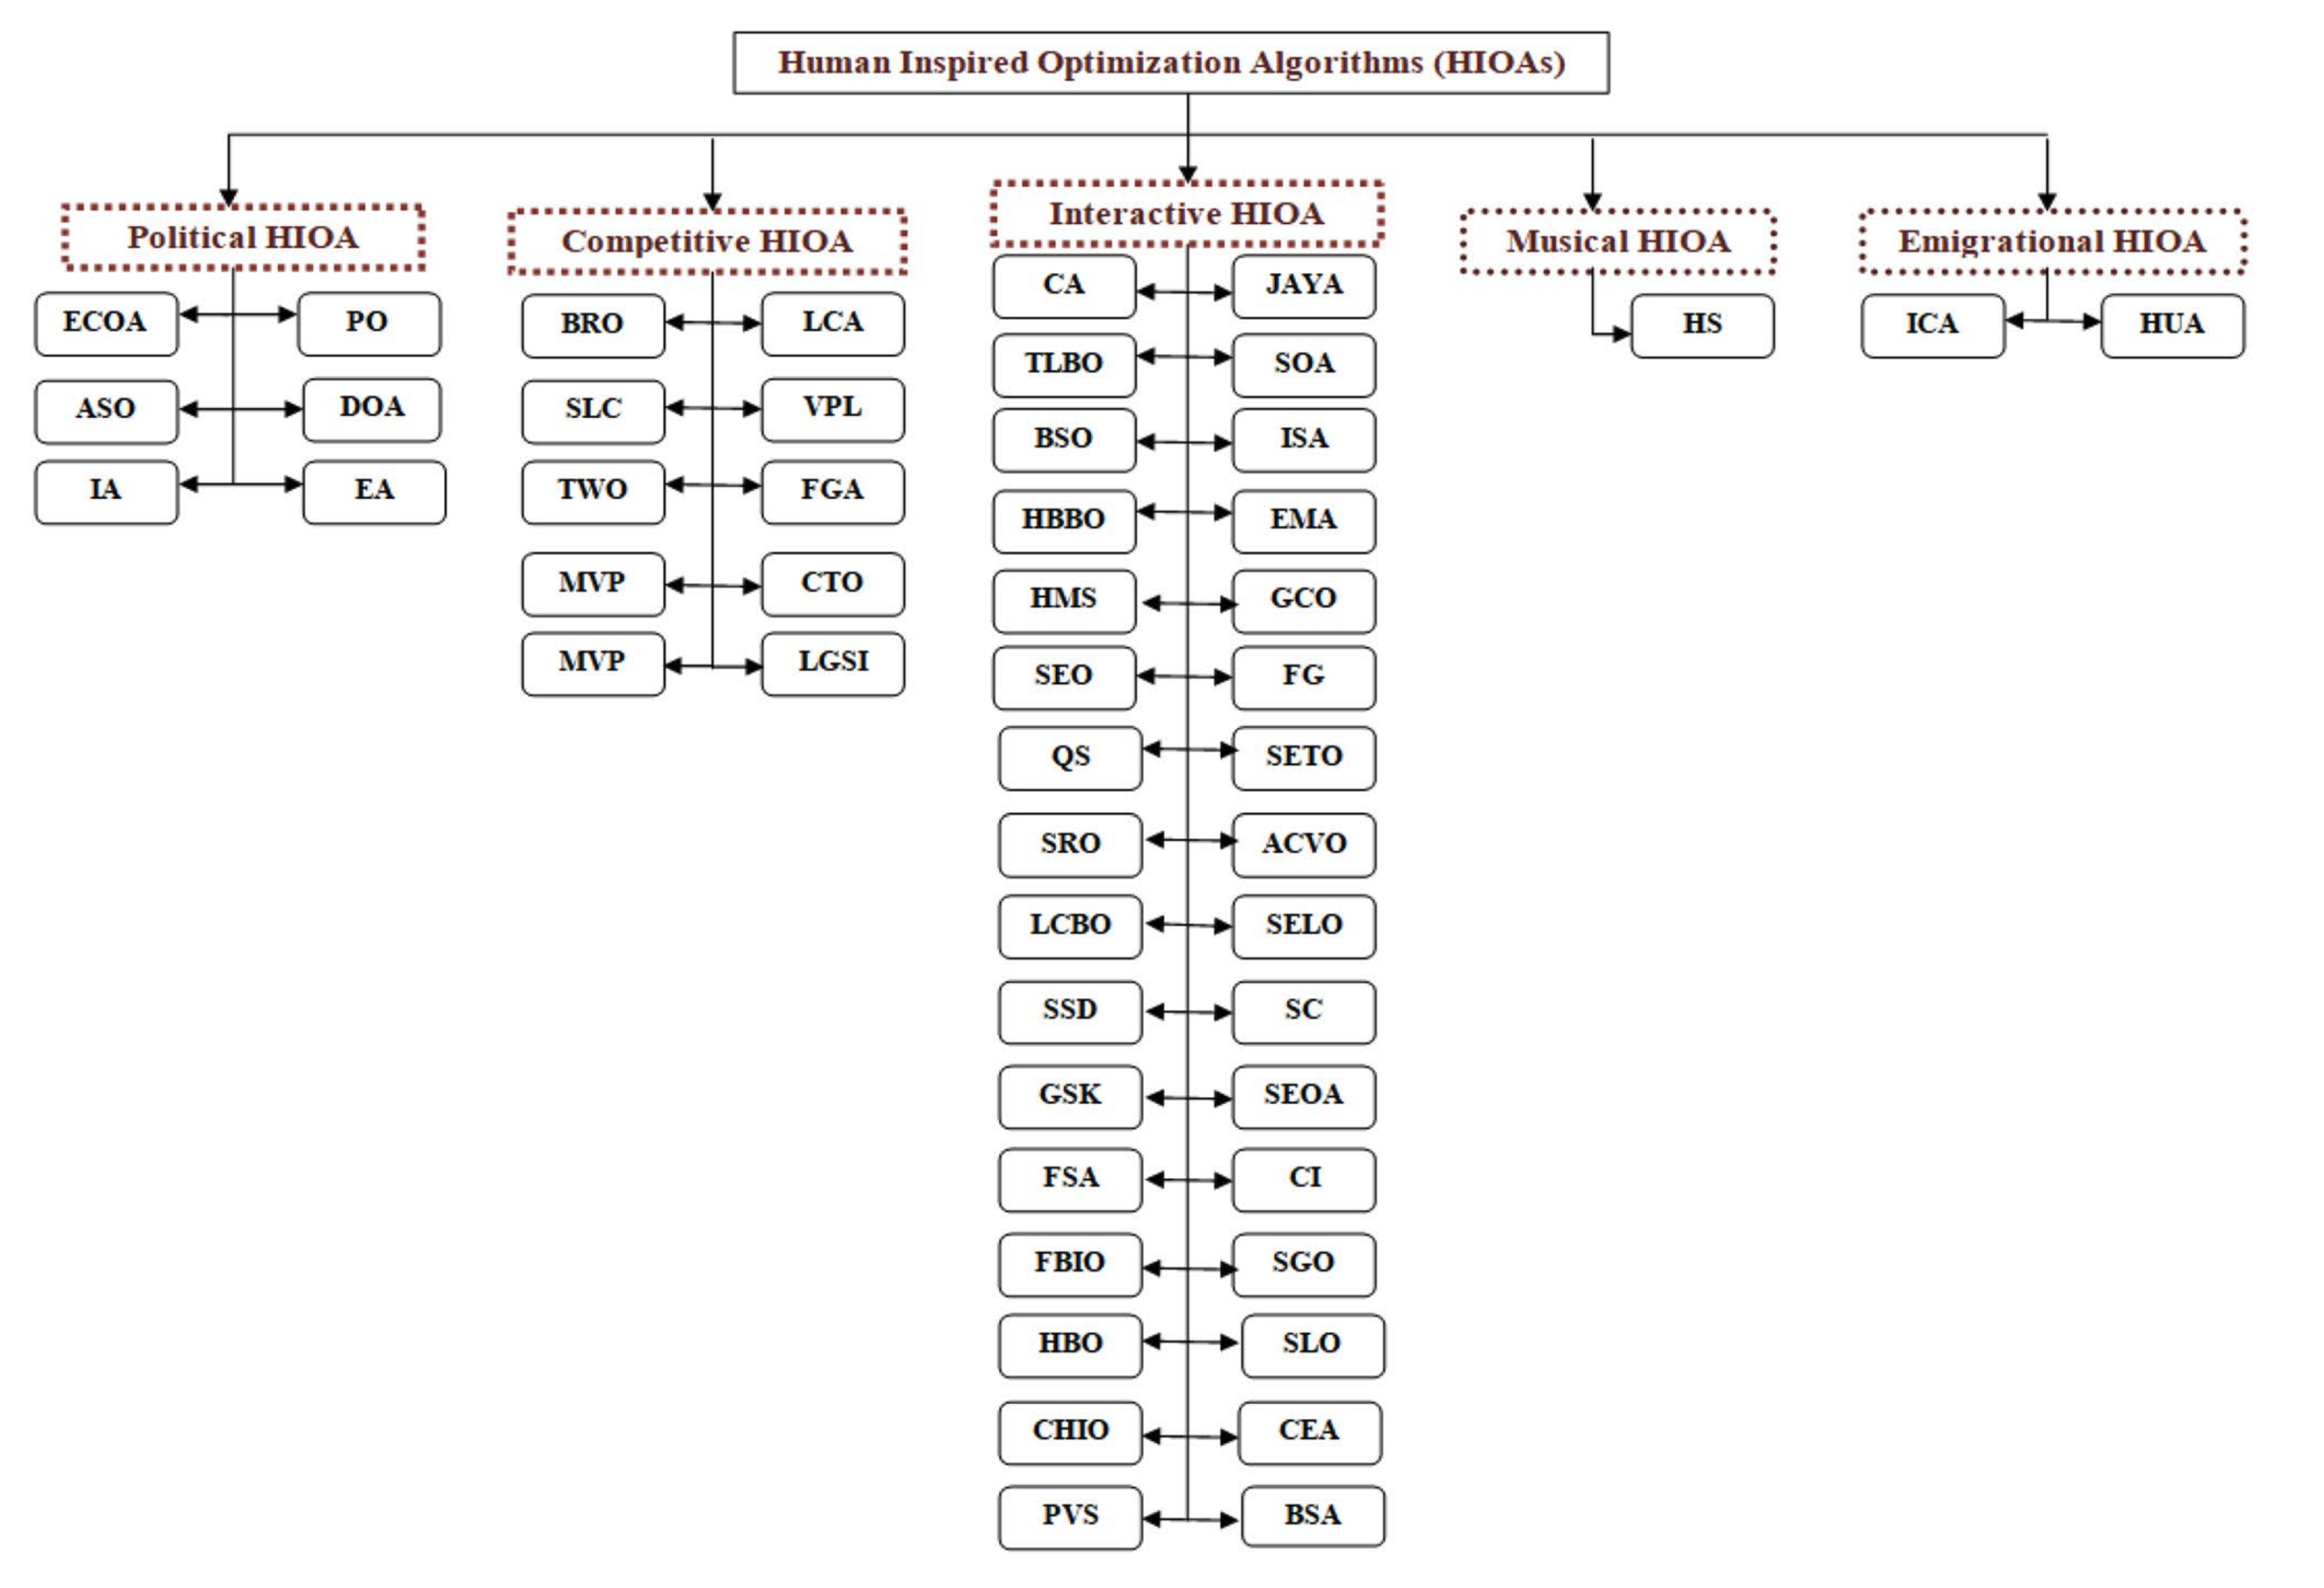 Human Inspired Optimization Algorithms (HIOAs)
Political HIOA
ECOA
PO
ASO
DOA
IA
EA
Competitive HIOA
BRO
LCA
SLC
VPL
TWO
FGA
MVP
CTO
MVP
LGSI
Interactive HIOA
CA
JAYA
TLBO
SOA
BSO
ISA
HBBO
EMA
HMS
GCO
SEO
FG
QS
SETO
SRO
ACVO
LCBO
SELO
SSD
SC
GSK
SEOA
FSA
CI
FBIO
SGO
HBO
SLO
CHIO
CEA
PVS
BSA
Musical HIOA
HS
Emigrational HIOA
ICA
HUA